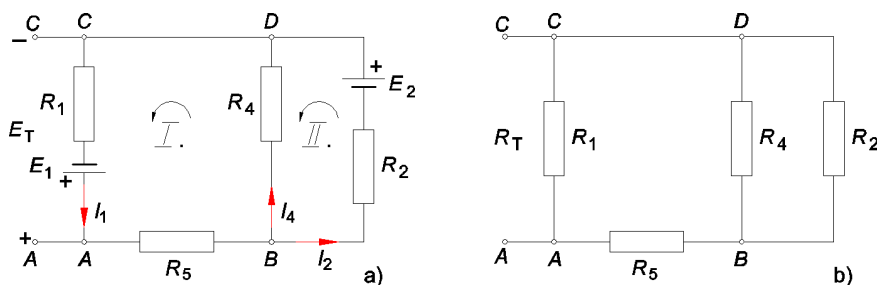 C C D
− + E2
R1 R4
ET I. II.
R2
E1
+
I1 I4
+
A A R5 B I2 a)
C C D
RT R1 R4 R2
A A R5 B b)